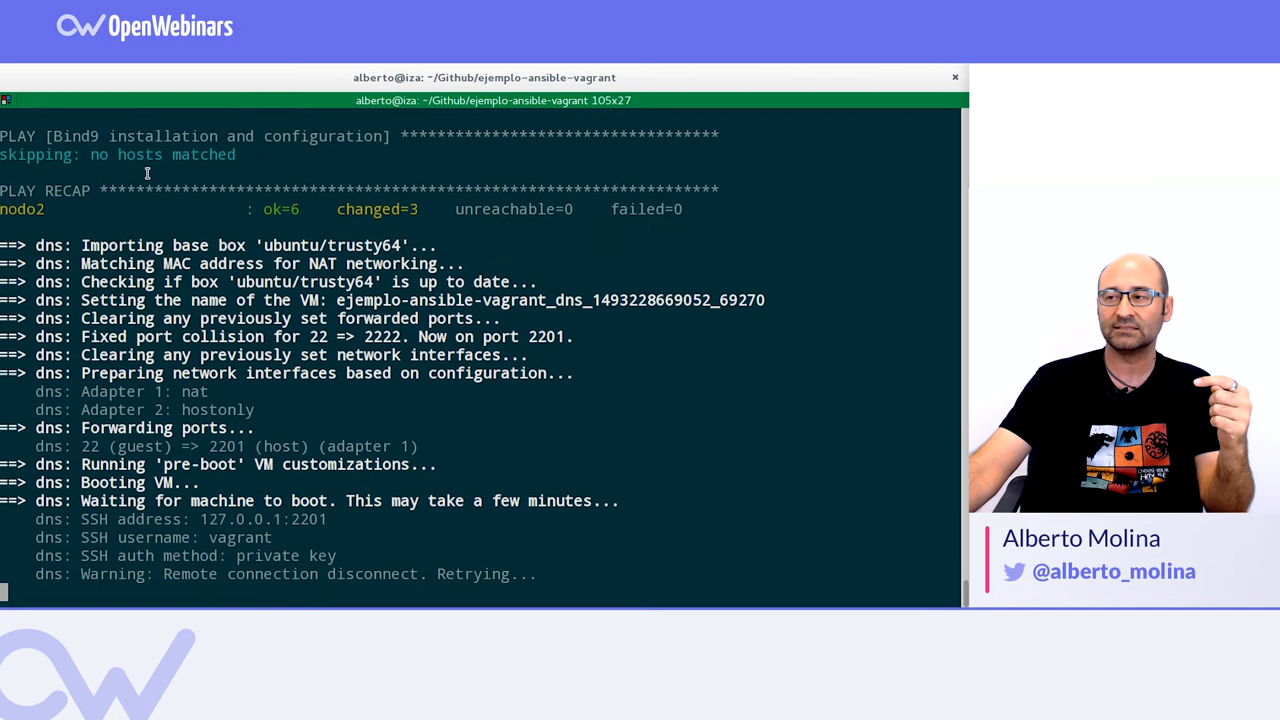 OpenWebinars
alberto@iza: ~/Github/ejemplo-ansible-vagrant
×
alberto@iza: ~/Github/ejemplo-ansible-vagrant 105x27
PLAY [Bind9 installation and configuration] ***********************************
skipping: no hosts matched
PLAY RECAP ********************************************************************
nodo2 : ok=6 changed=3 unreachable=0 failed=0
==> dns: Importing base box 'ubuntu/trusty64'...
==> dns: Matching MAC address for NAT networking...
==> dns: Checking if box 'ubuntu/trusty64' is up to date...
==> dns: Setting the name of the VM: ejemplo-ansible-vagrant_dns_1493228669052_69270
==> dns: Clearing any previously set forwarded ports...
==> dns: Fixed port collision for 22 => 2222. Now on port 2201.
==> dns: Clearing any previously set network interfaces...
==> dns: Preparing network interfaces based on configuration...
dns: Adapter 1: nat
dns: Adapter 2: hostonly
==> dns: Forwarding ports...
dns: 22 (guest) => 2201 (host) (adapter 1)
==> dns: Running 'pre-boot' VM customizations...
==> dns: Booting VM...
==> dns: Waiting for machine to boot. This may take a few minutes...
dns: SSH address: 127.0.0.1:2201
dns: SSH username: vagrant
dns: SSH auth method: private key
dns: Warning: Remote connection disconnect. Retrying...
Alberto Molina
@alberto_molina